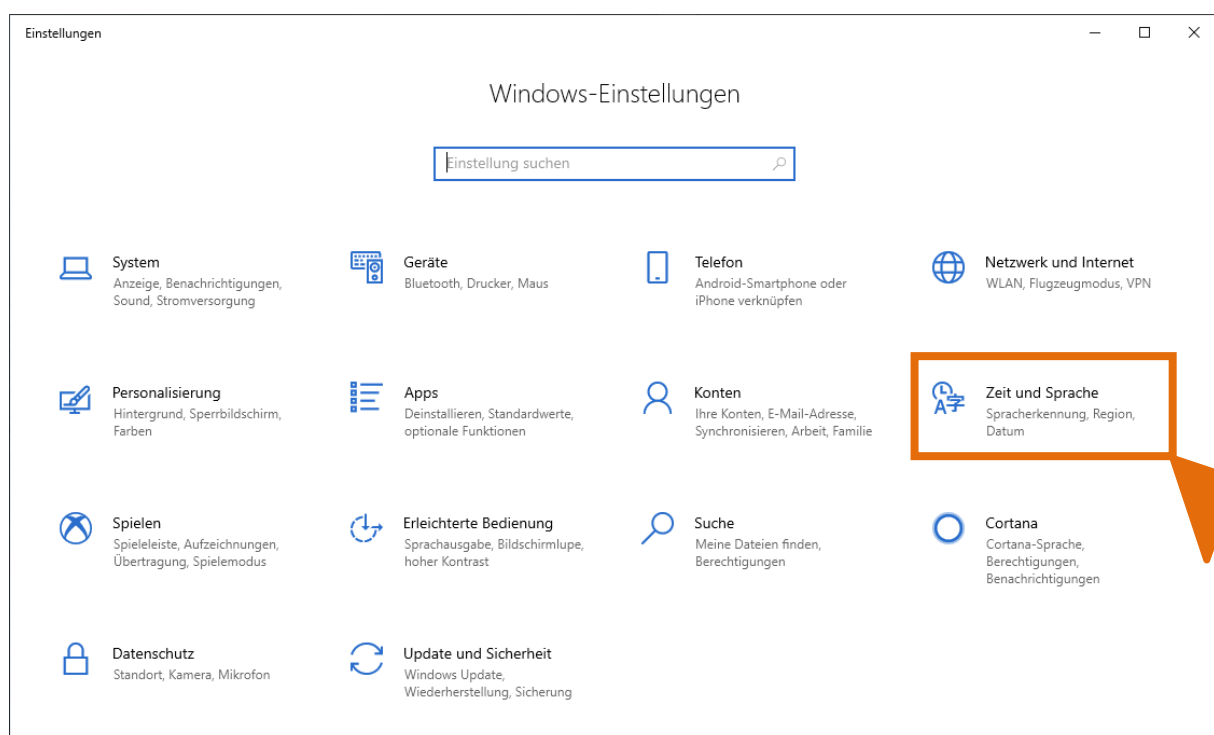 Einstellungen
Windows-Einstellungen
Einstellung suchen
System
Anzeige, Benachrichtigungen,
Sound, Stromversorgung
Geräte
Bluetooth, Drucker, Maus
Telefon
Android-Smartphone oder
iPhone verknüpfen
Netzwerk und Internet
WLAN, Flugzeugmodus, VPN
Personalisierung
Hintergrund, Sperrbildschirm,
Farben
Apps
Deinstallieren, Standardwerte,
optionale Funktionen
Konten
Ihre Konten, E-Mail-Adresse,
Synchronisieren, Arbeit, Familie
Zeit und Sprache
Spracherkennung, Region,
Datum
Spielen
Spieleleiste, Aufzeichnungen,
Übertragung, Spielemodus
Erleichterte Bedienung
Sprachausgabe, Bildschirmlupe,
hoher Kontrast
Suche
Meine Dateien finden,
Berechtigungen
Cortana
Cortana-Sprache,
Berechtigungen,
Benachrichtigungen
Datenschutz
Standort, Kamera, Mikrofon
Update und Sicherheit
Windows Update,
Wiederherstellung, Sicherung